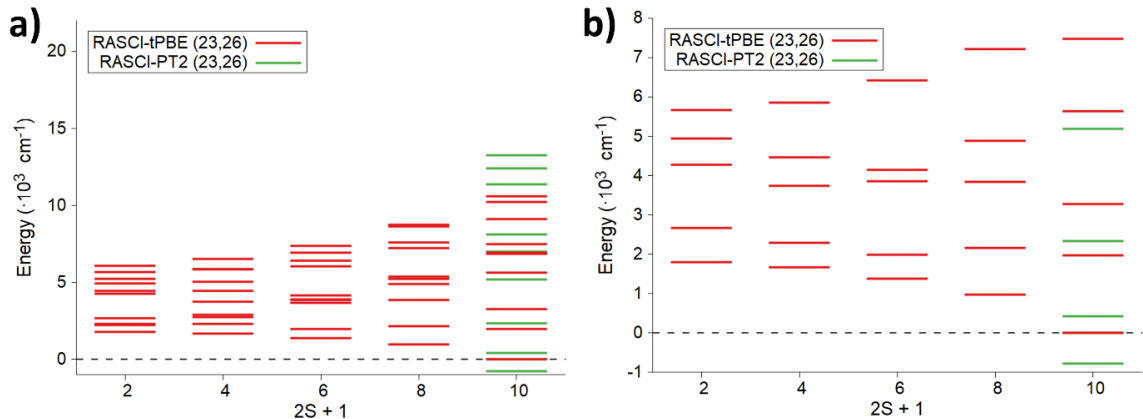 a)
RASCI-tPBE (23,26)
RASCI-PT2 (23,26)
Energy (·10³ cm⁻¹)
20
15
10
5
0
2 4 6 8 10
2S + 1
b)
RASCI-tPBE (23,26)
RASCI-PT2 (23,26)
Energy (·10³ cm⁻¹)
8
7
6
5
4
3
2
1
0
-1
2 4 6 8 10
2S + 1